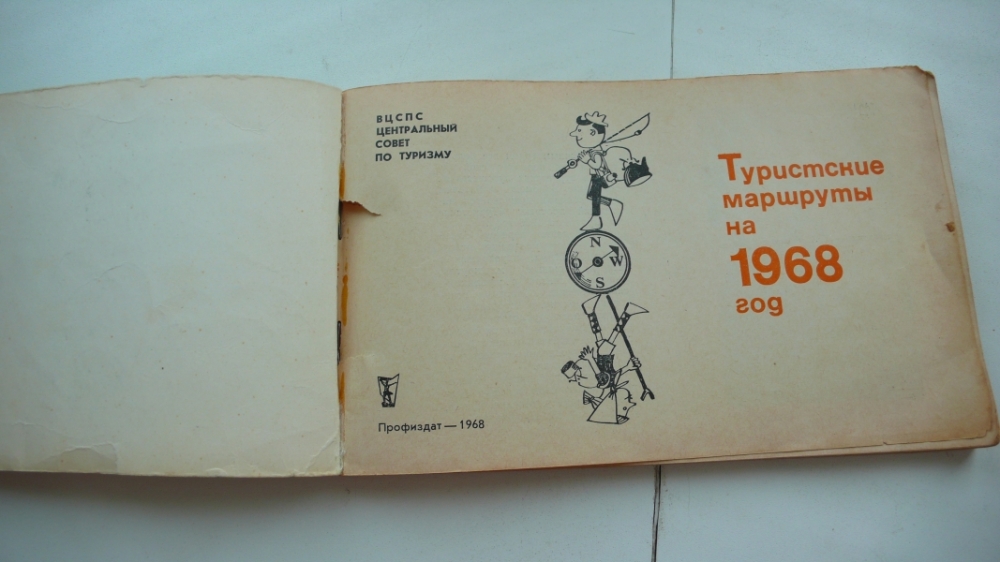 ВЦСПС
ЦЕНТРАЛЬНЫЙ
СОВЕТ
ПО ТУРИЗМУ
N
O W
S
Туристские
маршруты
на
1968
год
Профиздат — 1968